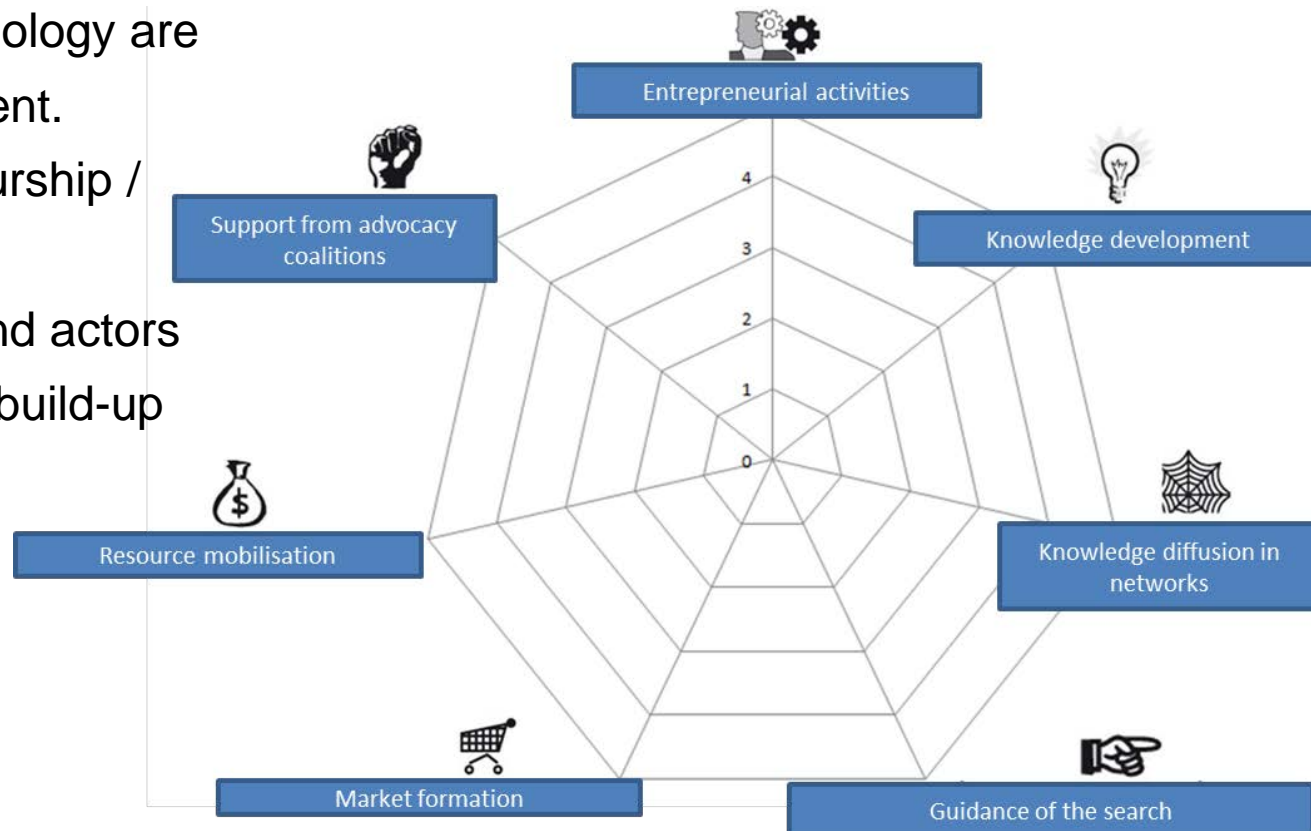 ology are
ent.
urship /
nd actors
build-up
Entrepreneurial activities
Support from advocacy
coalitions
Knowledge development
4
3
2
1
0
$
Resource mobilisation
Knowledge diffusion in
networks
Market formation
Guidance of the search